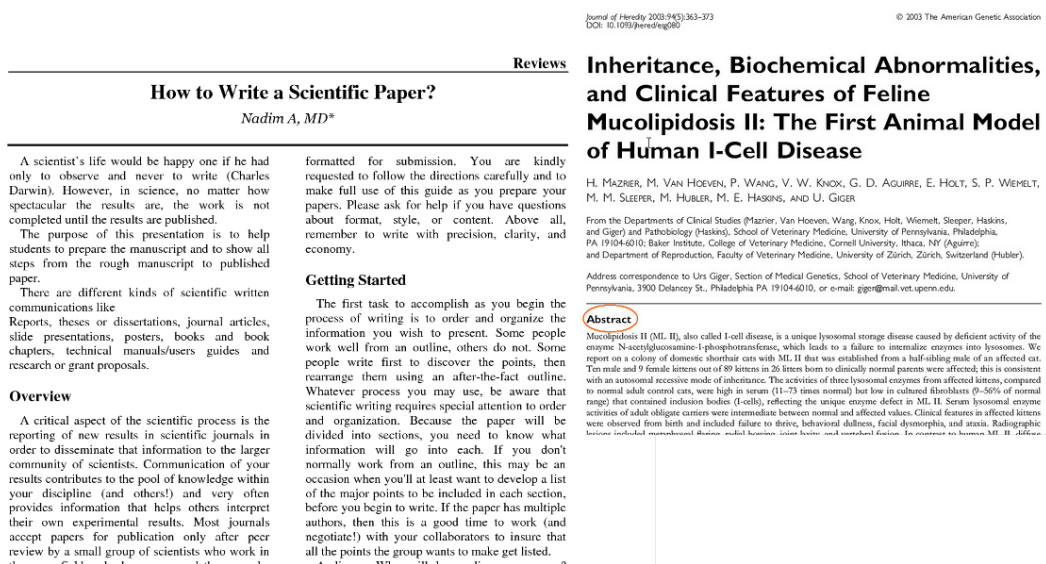 Reviews
How to Write a Scientific Paper?
Nadim A, MD*
A scientist's life would be happy one if he had
only to observe and never to write (Charles
Darwin). However, in science, no matter how
spectacular the results are, the work is not
completed until the results are published.
The purpose of this presentation is to help
students to prepare the manuscript and to show all
steps from the rough manuscript to published
paper.
There are different kinds of scientific written
communications like
Reports, theses or dissertations, journal articles,
slide presentations, posters, books and book
chapters, technical manuals/users guides and
research or grant proposals.
Overview
A critical aspect of the scientific process is the
reporting of new results in scientific journals in
order to disseminate that information to the larger
community of scientists. Communication of your
results contributes to the pool of knowledge within
your discipline (and others!) and very often
provides information that helps others interpret
their own experimental results. Most journals
accept papers for publication only after peer
review by a small group of scientists who work in
formatted for submission. You are kindly
requested to follow the directions carefully and to
make full use of this guide as you prepare your
papers. Please ask for help if you have questions
about format, style, or content. Above all,
remember to write with precision, clarity, and
economy.
Getting Started
The first task to accomplish as you begin the
process of writing is to order and organize the
information you wish to present. Some people
work well from an outline, others do not. Some
people write first to discover the points, then
rearrange them using an after-the-fact outline.
Whatever process you may use, be aware that
scientific writing requires special attention to order
and organization. Because the paper will be
divided into sections, you need to know what
information will go into each. If you don't
normally work from an outline, this may be an
occasion when you'll at least want to develop a list
of the major points to be included in each section,
before you begin to write. If the paper has multiple
authors, then this is a good time to work (and
negotiate!) with your collaborators to insure that
all the points the group wants to make get listed.
Journal of Heredity 2003:94(5):363–373
DOI: 10.1093/jhered/esg080
© 2003 The American Genetic Association
Inheritance, Biochemical Abnormalities,
and Clinical Features of Feline
Mucolipidosis II: The First Animal Model
of Human I-Cell Disease
H. MAZRIER, M. VAN HOEVEN, P. WANG, V. W. KNOX, G. D. AGUIRRE, E. HOLT, S. P. WIEMELT,
M. M. SLEEPER, M. HUBLER, M. E. HASKINS, AND U. GIGER
From the Departments of Clinical Studies (Mazrier, Van Hoeven, Wang, Knox, Holt, Wiemelt, Sleeper, Haskins,
and Giger) and Pathobiology (Haskins), School of Veterinary Medicine, University of Pennsylvania, Philadelphia,
PA 19104-6010; Baker Institute, College of Veterinary Medicine, Cornell University, Ithaca, NY (Aguirre);
and Department of Reproduction, Faculty of Veterinary Medicine, University of Zürich, Zürich, Switzerland (Hubler).
Address correspondence to Urs Giger, Section of Medical Genetics, School of Veterinary Medicine, University of
Pennsylvania, 3900 Delancey St., Philadelphia PA 19104-6010, or e-mail: giger@mail.vet.upenn.edu.
Abstract
Mucolipidosis II (ML II), also called I-cell disease, is a unique lysosomal storage disease caused by deficient activity of the
enzyme N-acetylglucosamine-1-phosphotransferase, which leads to a failure to internalize enzymes into lysosomes. We
report on a colony of domestic shorthair cats with ML II that was established from a half-sibling male of an affected cat.
Ten male and 9 female kittens out of 89 kittens in 26 litters born to clinically normal parents were affected; this is consistent
with an autosomal recessive mode of inheritance. The activities of three lysosomal enzymes from affected kittens, compared
to normal adult control cats, were high in serum (11–73 times normal) but low in cultured fibroblasts (9–56% of normal
range) that contained inclusion bodies (I-cells), reflecting the unique enzyme defect in ML II. Serum lysosomal enzyme
activities of adult obligate carriers were intermediate between normal and affected values. Clinical features in affected kittens
were observed from birth and included failure to thrive, behavioral dullness, facial dysmorphia, and ataxia. Radiographic
lesions included metaphyseal flaring, radial bowing, joint laxity, and vertebral fusion. In contrast to human ML II, diffuse